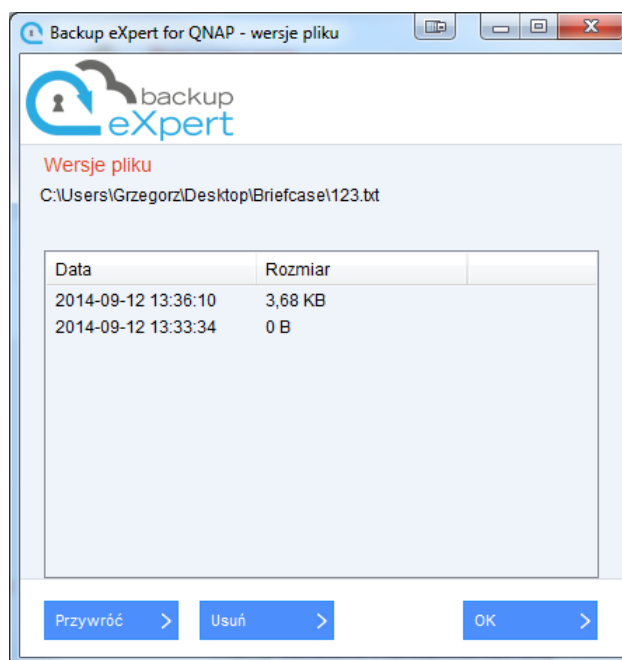 Backup eXpert for QNAP - wersje pliku
backup
eXpert
Wersje pliku
C:\Users\Grzegorz\Desktop\Briefcase\123.txt
Data Rozmiar
2014-09-12 13:36:10 3,68 KB
2014-09-12 13:33:34 0 B
Przywróć Usuń OK